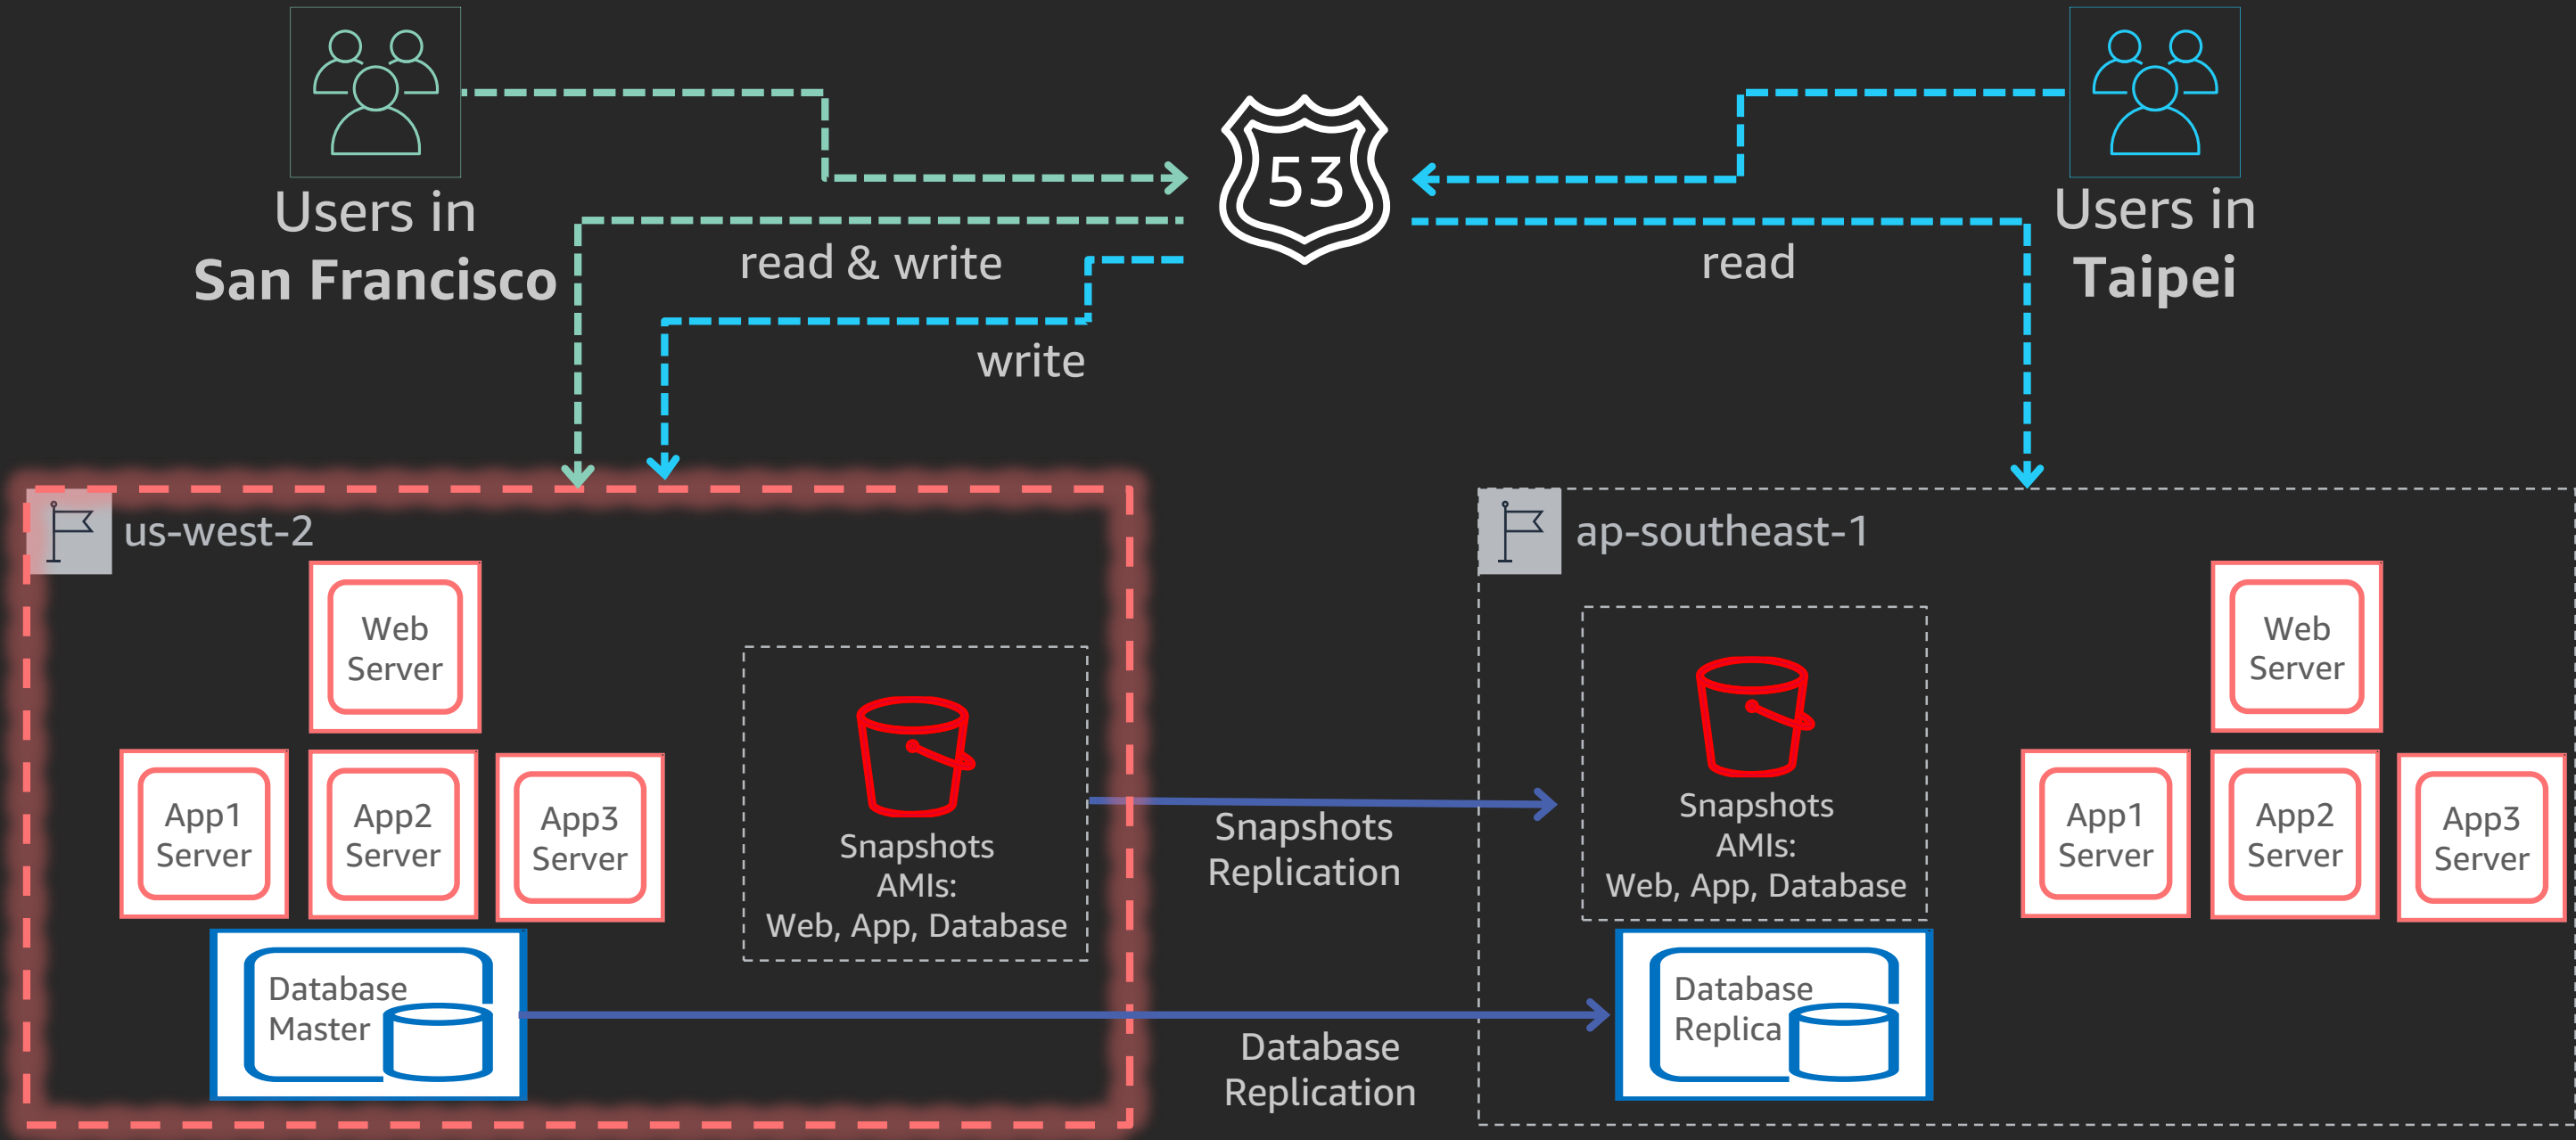 Users in
San Francisco
53
Users in
Taipei
read & write
read
write
us-west-2
Web
Server
App1
Server
App2
Server
App3
Server
Snapshots
AMIs:
Web, App, Database
Database
Master
Snapshots
Replication
Database
Replication
ap-southeast-1
Snapshots
AMIs:
Web, App, Database
Database
Replica
Web
Server
App1
Server
App2
Server
App3
Server